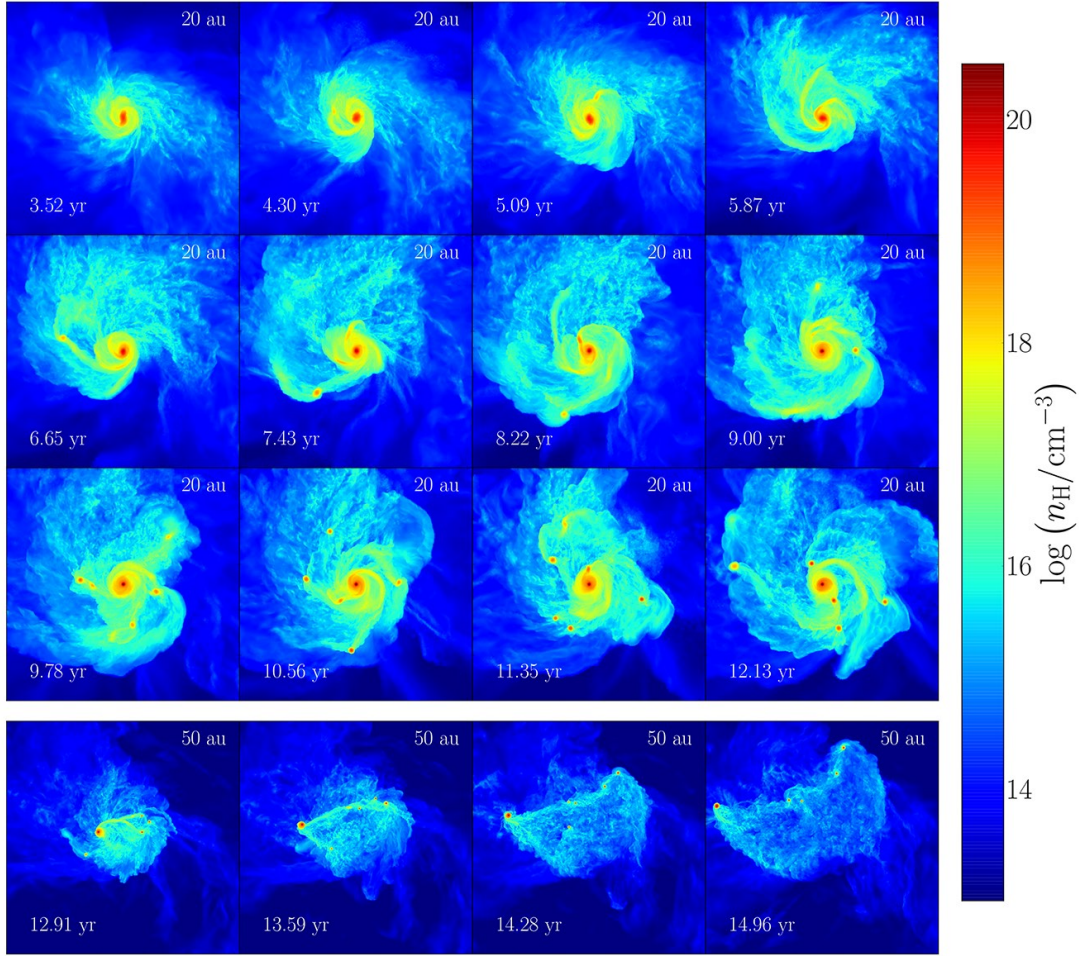 20 au 20 au 20 au 20 au
3.52 yr 4.30 yr 5.09 yr 5.87 yr
20 au 20 au 20 au 20 au
6.65 yr 7.43 yr 8.22 yr 9.00 yr
20 au 20 au 20 au 20 au
9.78 yr 10.56 yr 11.35 yr 12.13 yr
50 au 50 au 50 au 50 au
12.91 yr 13.59 yr 14.28 yr 14.96 yr
20
18
16
14
log (n_H/cm⁻³)